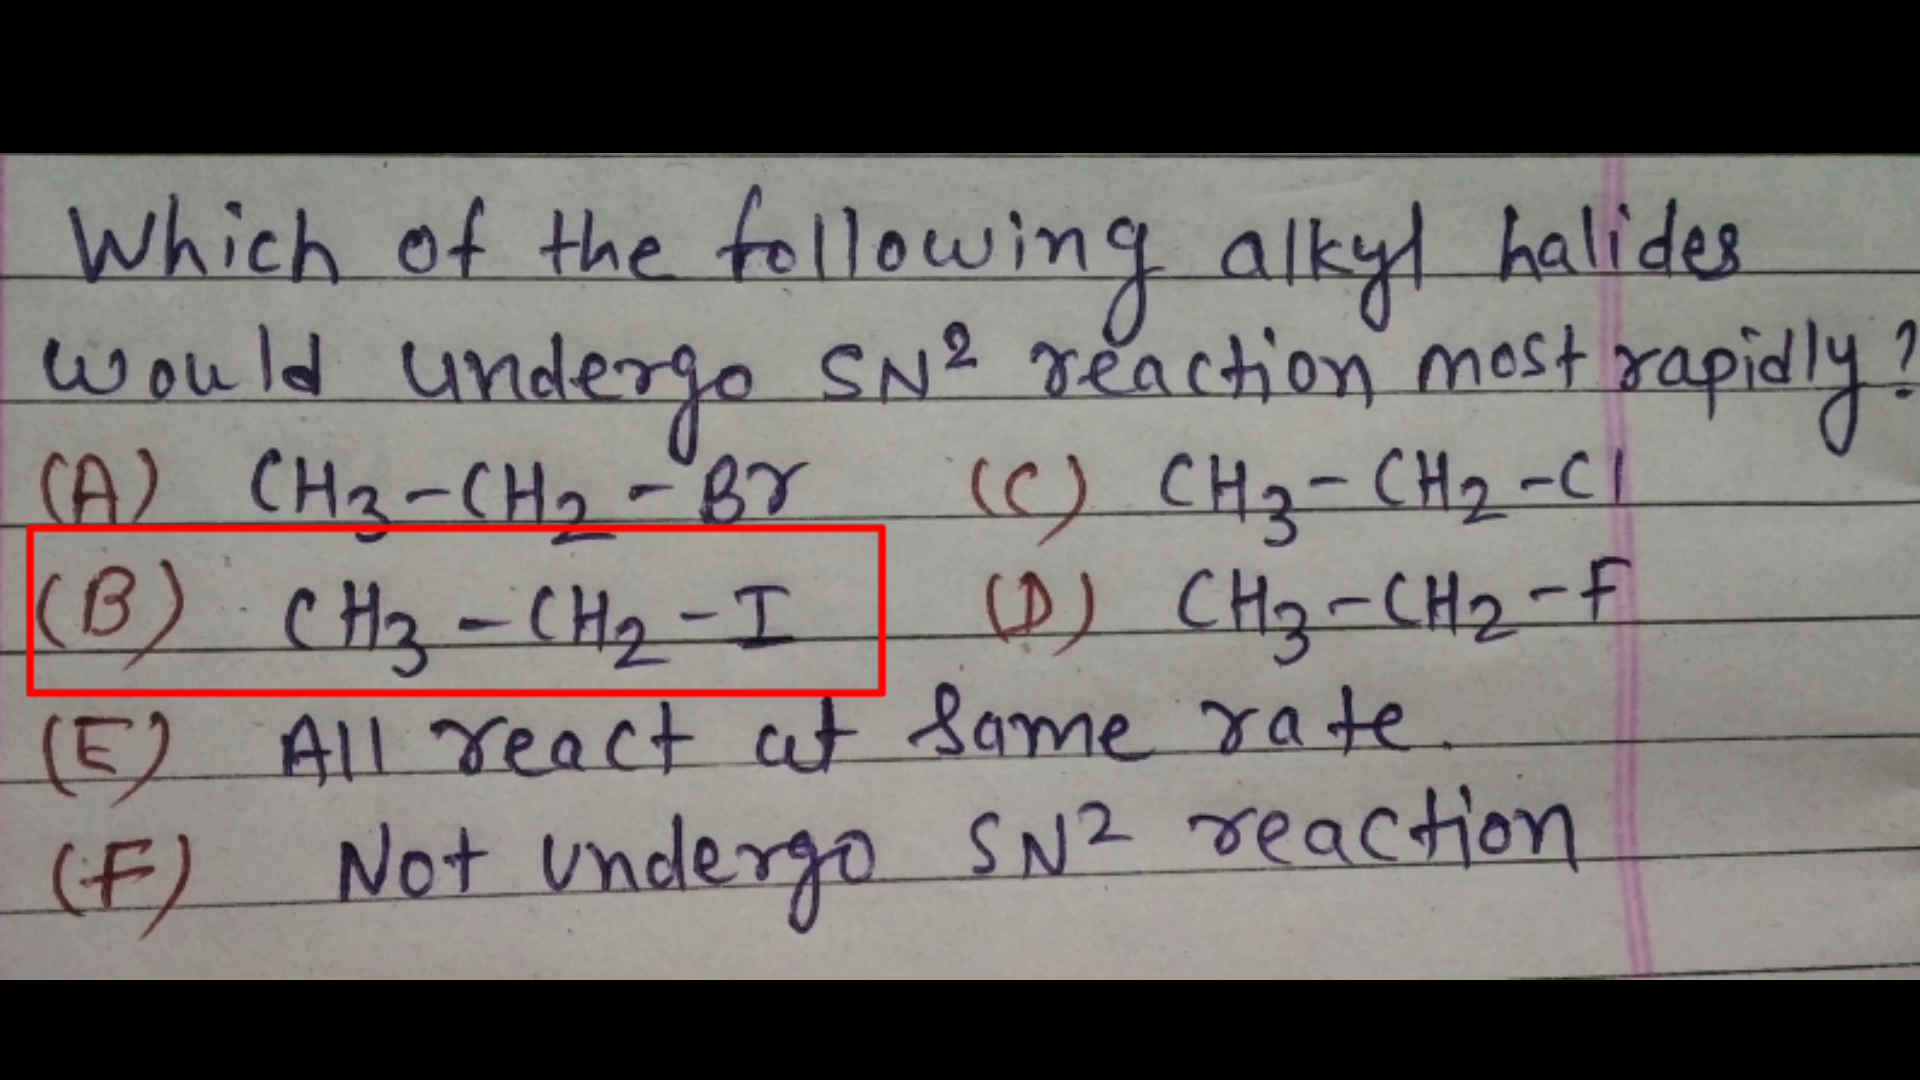 Which of the following alkyl halides
would undergo SN² reaction most rapidly?
(A) CH₃-CH₂-Br (C) CH₃-CH₂-Cl
(B) CH₃-CH₂-I (D) CH₃-CH₂-F
(E) All react at same rate.
(F) Not undergo SN² reaction